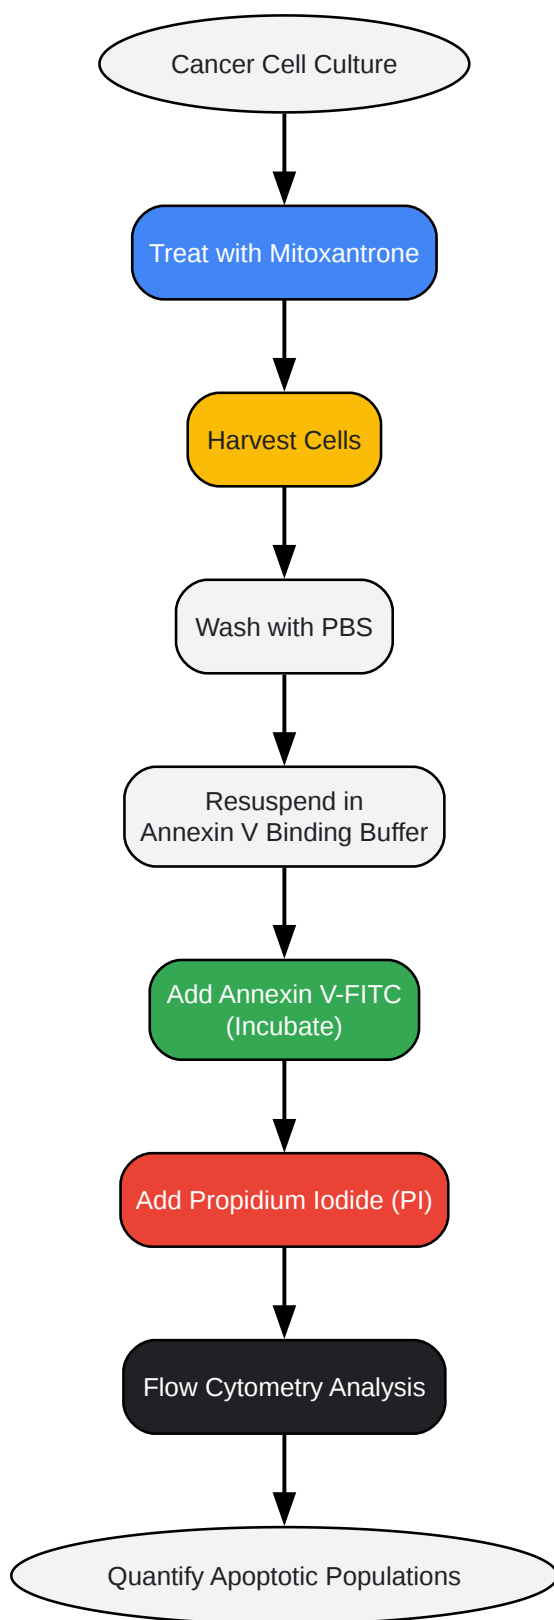 Cancer Cell Culture
Treat with Mitoxantrone
Harvest Cells
Wash with PBS
Resuspend in
Annexin V Binding Buffer
Add Annexin V-FITC
(Incubate)
Add Propidium Iodide (PI)
Flow Cytometry Analysis
Quantify Apoptotic Populations